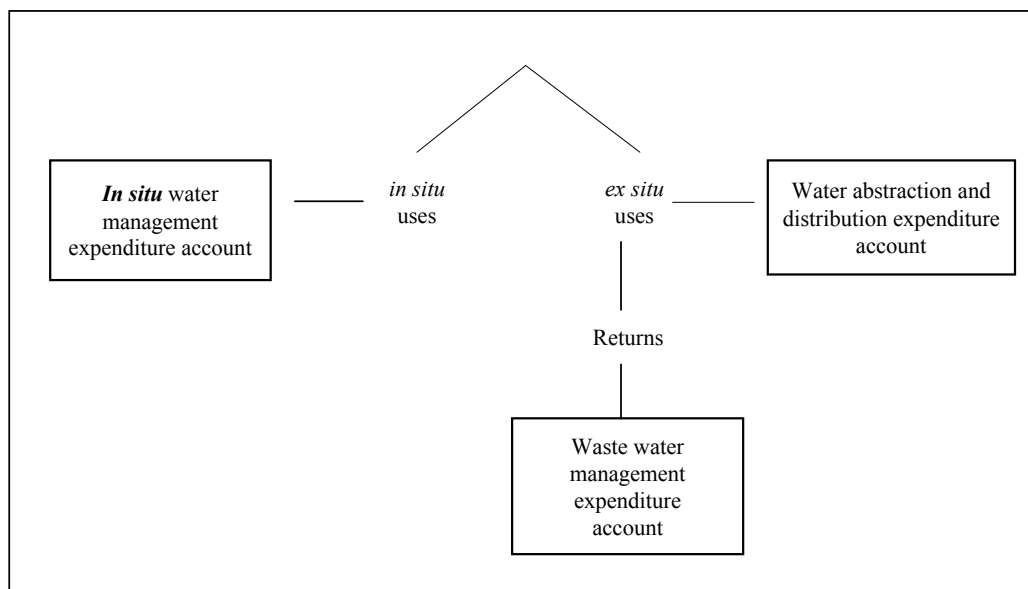 In situ water
management
expenditure account
in situ
uses
ex situ
uses
Water abstraction and
distribution expenditure
account
Returns
Waste water
management
expenditure
account